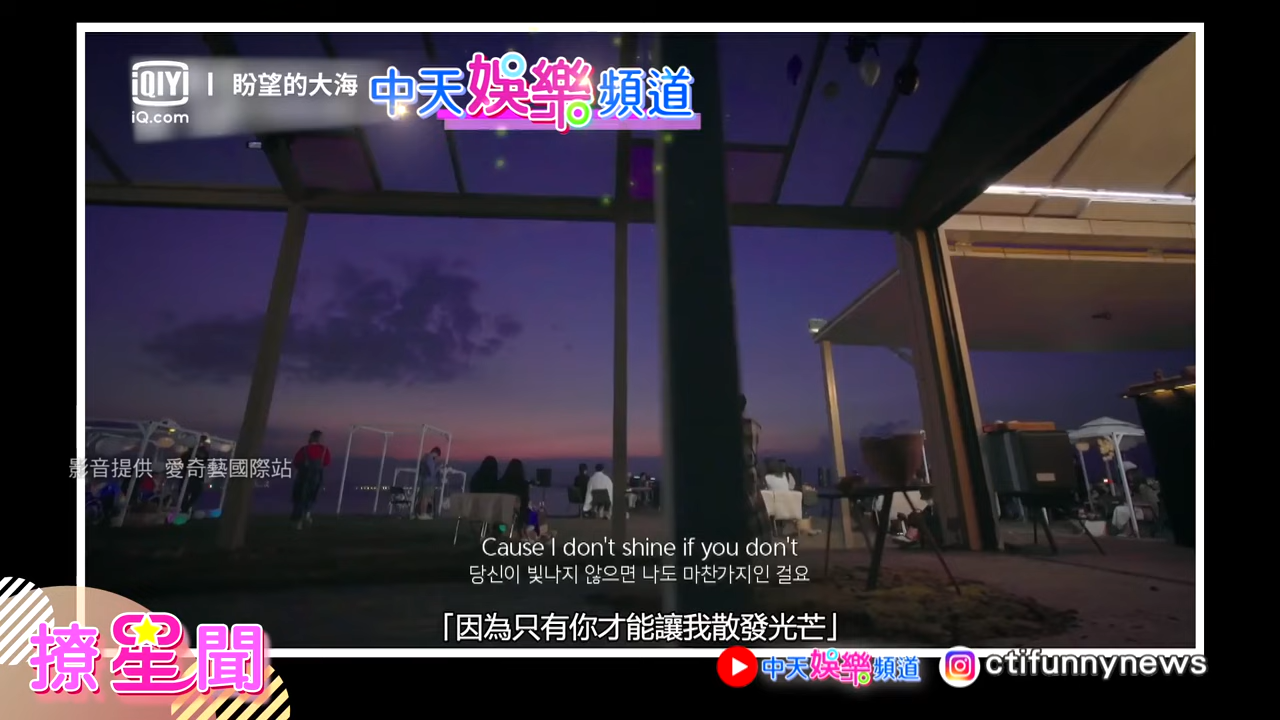 iQIYI | 盼望的大海
iQ.com
中天娛樂頻道
影音提供 愛奇藝國際站
Cause I don't shine if you don't
당신이 빛나지 않으면 나도 마찬가지인 걸요
「因為只有你才能讓我散發光芒」
撩星聞
中天娛樂頻道
ctifunnynews